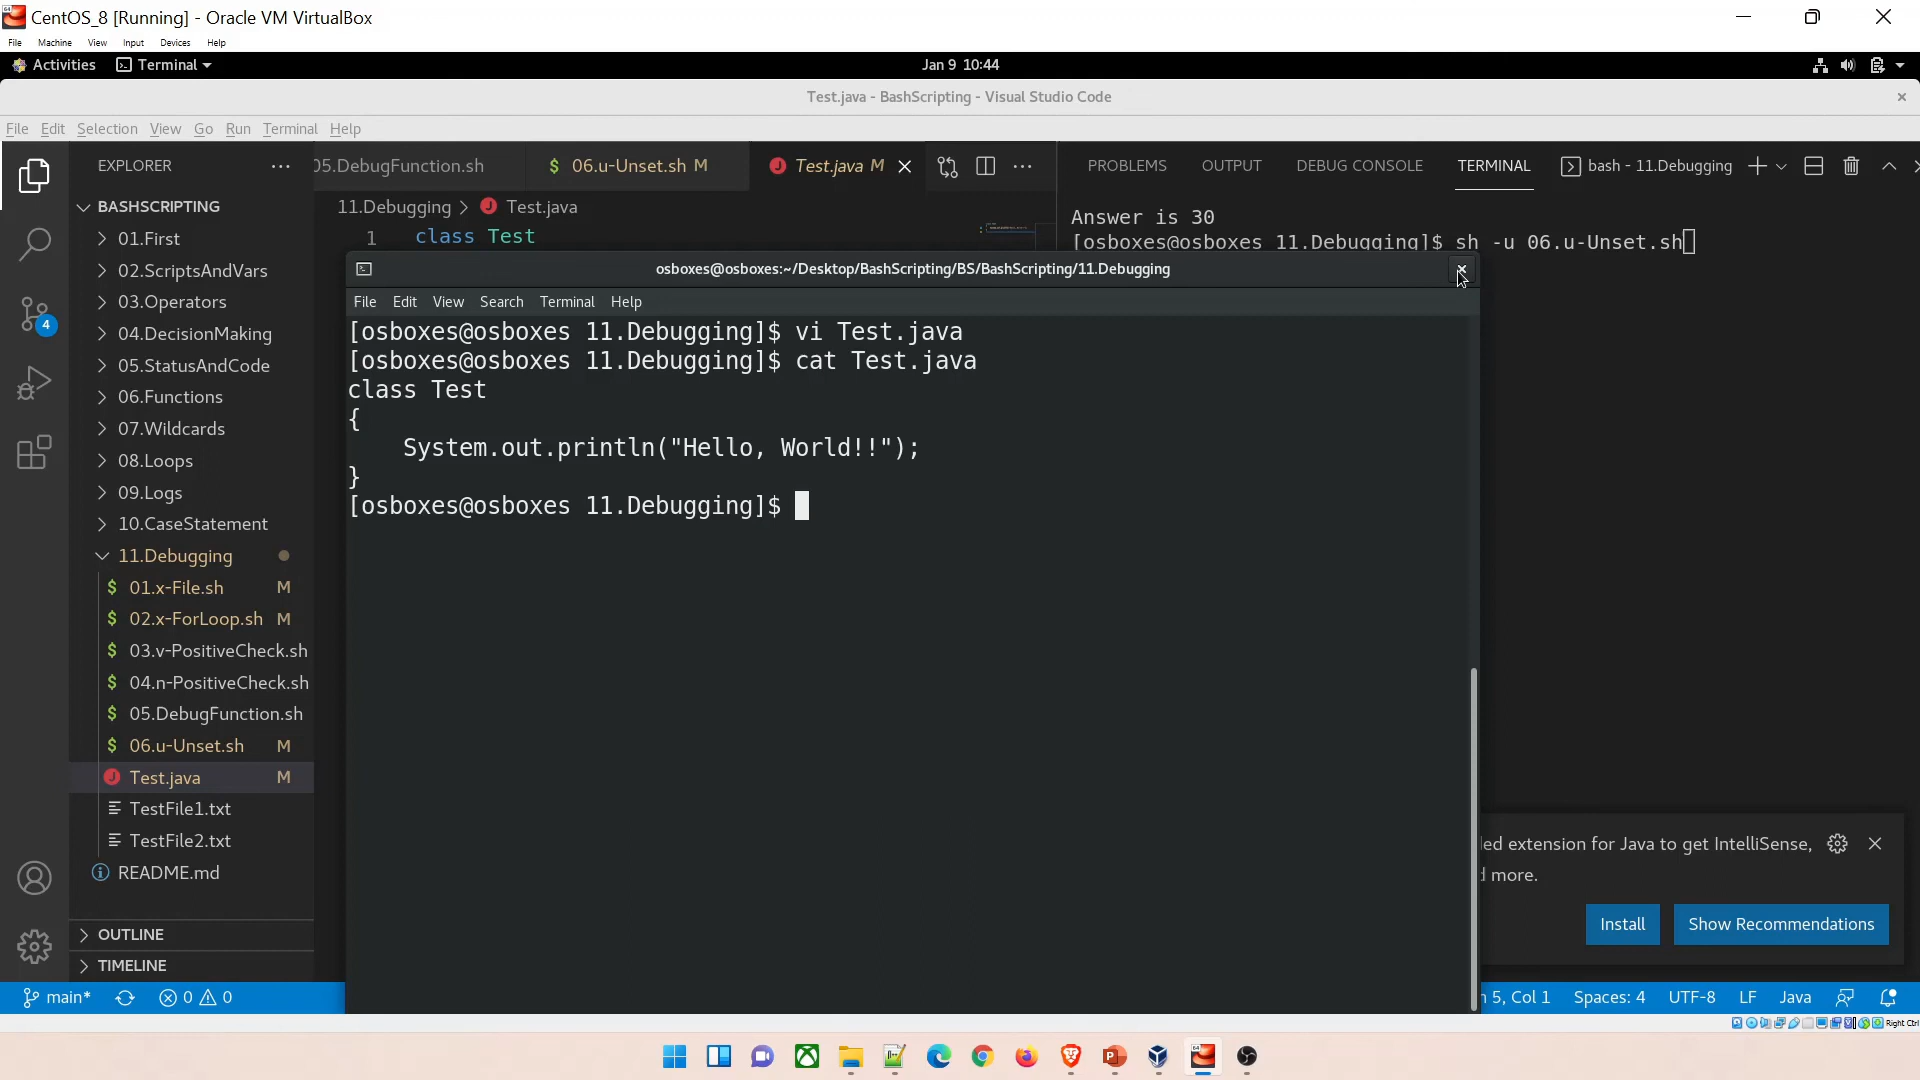 CentOS_8 [Running] - Oracle VM VirtualBox
File Machine View Input Devices Help
Activities Terminal Jan 9 10:44
Test.java - BashScripting - Visual Studio Code
File Edit Selection View Go Run Terminal Help
EXPLORER
05.DebugFunction.sh
$ 06.u-Unset.sh M
J Test.java M
PROBLEMS OUTPUT DEBUG CONSOLE TERMINAL bash - 11.Debugging
BASHSCRIPTING
01.First
02.ScriptsAndVars
03.Operators
04.DecisionMaking
05.StatusAndCode
06.Functions
07.Wildcards
08.Loops
09.Logs
10.CaseStatement
11.Debugging
$ 01.x-File.sh M
$ 02.x-ForLoop.sh M
$ 03.v-PositiveCheck.sh
$ 04.n-PositiveCheck.sh
$ 05.DebugFunction.sh
$ 06.u-Unset.sh M
J Test.java M
TestFile1.txt
TestFile2.txt
README.md
OUTLINE
TIMELINE
4
11.Debugging > J Test.java
1 class Test
Answer is 30
[osboxes@osboxes 11.Debugging]$ sh -u 06.u-Unset.sh
osboxes@osboxes:~/Desktop/BashScripting/BS/BashScripting/11.Debugging
File Edit View Search Terminal Help
[osboxes@osboxes 11.Debugging]$ vi Test.java
[osboxes@osboxes 11.Debugging]$ cat Test.java
class Test
{
    System.out.println("Hello, World!!");
}
[osboxes@osboxes 11.Debugging]$
led extension for Java to get IntelliSense,
more.
Install
Show Recommendations
main* 0 0
5, Col 1 Spaces: 4 UTF-8 LF Java
Right Ctrl